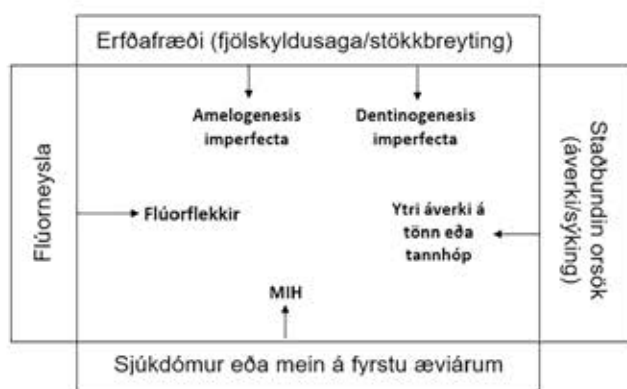 Erfðafræði (fjölskyldusaga/stökkbreyting)
Amelogenesis
imperfecta
Dentinogenesis
imperfecta
Flúorneysla
Flúorflekkir
Ytri áverki á
tönn eða
tannhóp
Staðbundin orsök
(áverki/sýking)
MIH
Sjúkdómur eða mein á fyrstu æviárum